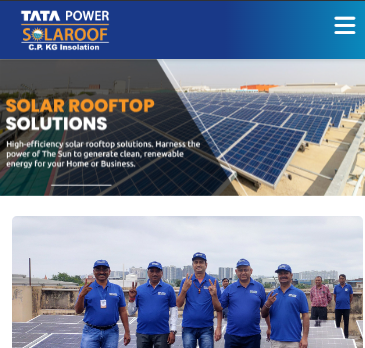 TATA POWER
SOLAROOF
C.P. KG Insolation
SOLAR ROOFTOP
SOLUTIONS
High-efficiency solar rooftop solutions. Harness the
power of The Sun to generate clean, renewable
energy for your Home or Business.